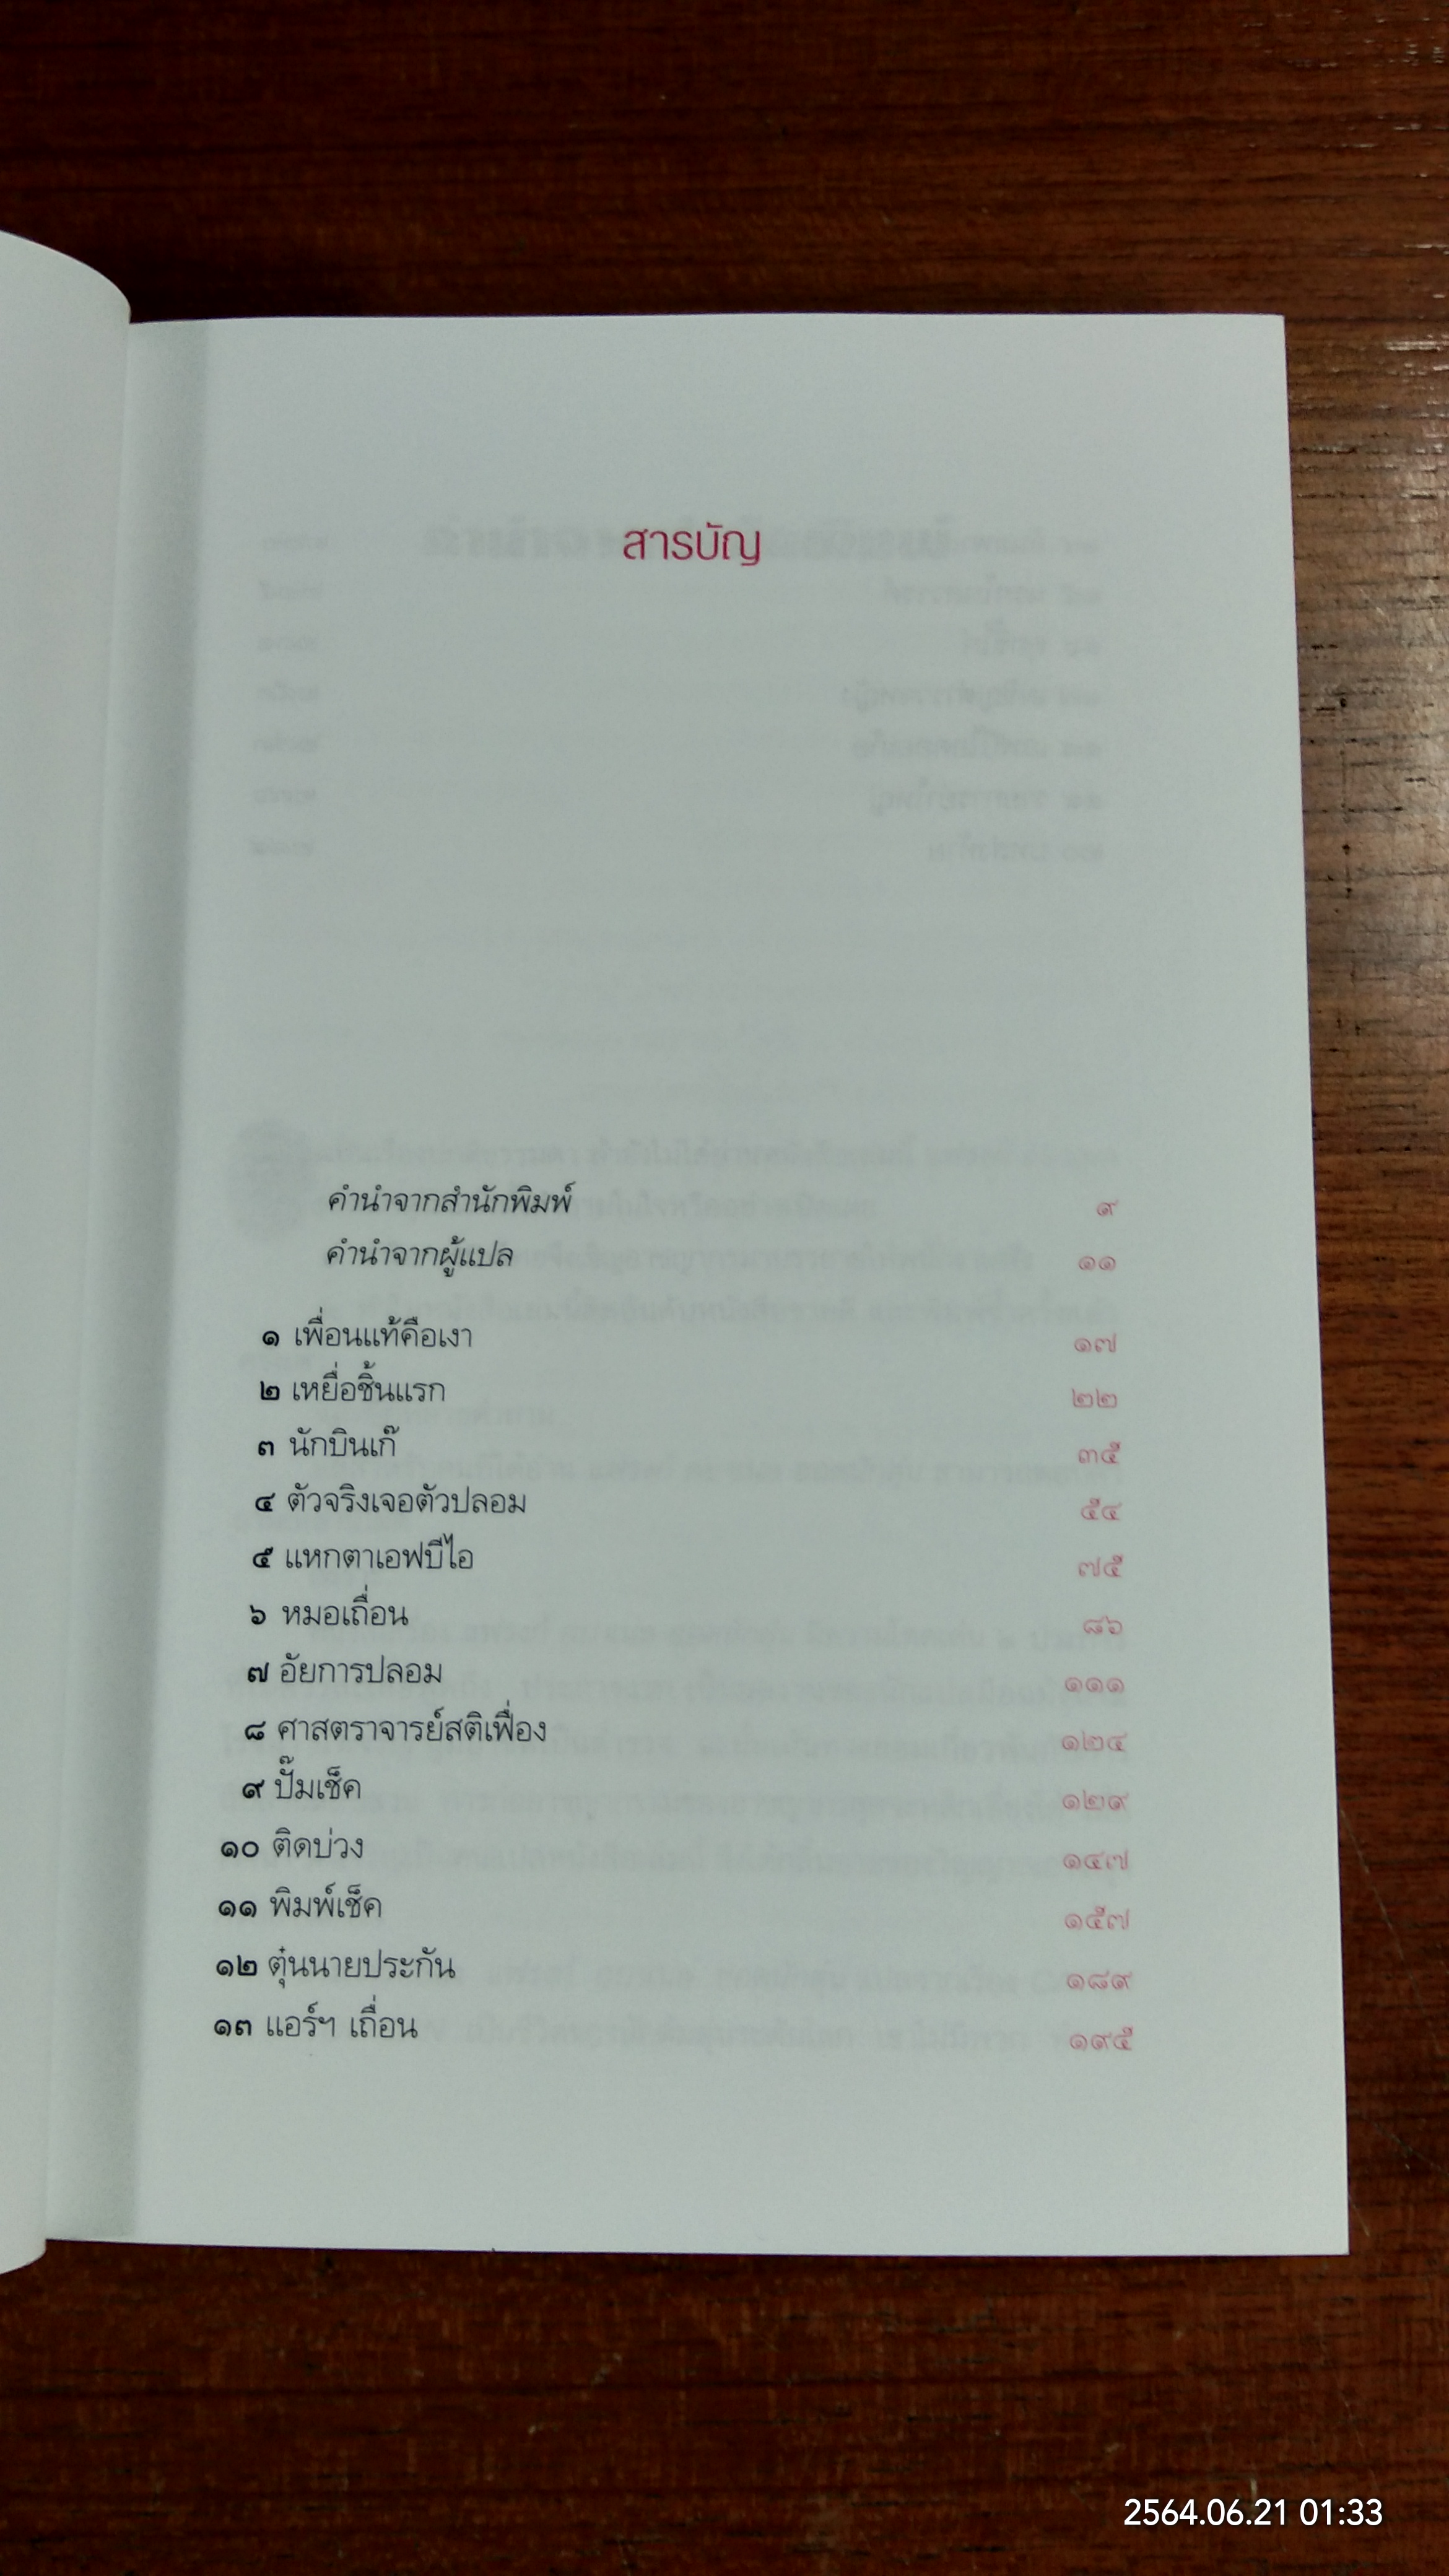 สารบัญ
คำนำจากสำนักพิมพ์ ๙
คำนำจากผู้แปล ๑๑
๑ เพื่อนแท้คือเงา ๑๗
๒ เหยื่อชิ้นแรก ๒๒
๓ นักบินเก๊ ๓๕
๔ ตัวจริงเจอตัวปลอม ๕๔
๕ แหกตาเอฟบีไอ ๗๕
๖ หมอเถื่อน ๘๖
๗ อัยการปลอม ๑๑๑
๘ ศาสตราจารย์สติเฟื่อง ๑๒๔
๙ ปั๊มเช็ค ๑๒๙
๑๐ ติดบ่วง ๑๔๗
๑๑ พิมพ์เช็ค ๑๕๗
๑๒ ตุ๋นนายประกัน ๑๘๙
๑๓ แอร์ฯ เถื่อน ๑๙๕
2564.06.21 01:33